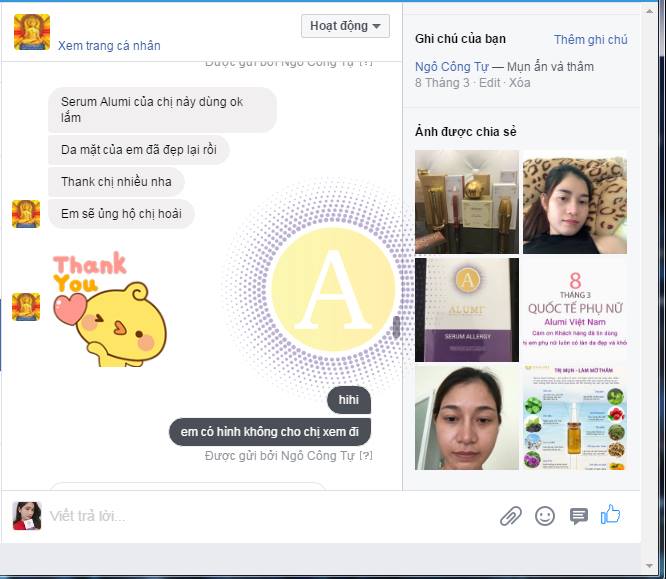 Hoạt động
Xem trang cá nhân
Được gửi bởi Ngô Công Tự [?]
Serum Alumi của chị này dùng ok
lắm
Da mặt của em đã đẹp lại rồi
Thank chị nhiều nha
Em sẽ ủng hộ chị hoài
Thank
You
A
hihi
em có hình không cho chị xem đi
Được gửi bởi Ngô Công Tự [?]
Viết trả lời...
Ghi chú của bạn
Thêm ghi chú
Ngô Công Tự — Mụn ẩn và thâm
8 Tháng 3 · Edit · Xóa
Ảnh được chia sẻ
A
ALUMI
SERUM ALLERGY
8
THÁNG 3
QUỐC TẾ PHỤ NỮ
Alumi Việt Nam
Cám ơn Khách hàng đã tin dùng
ị em phụ nữ luôn có làn da đẹp và khỏ
TRỊ MỤN - LÀM MỜ THÂM